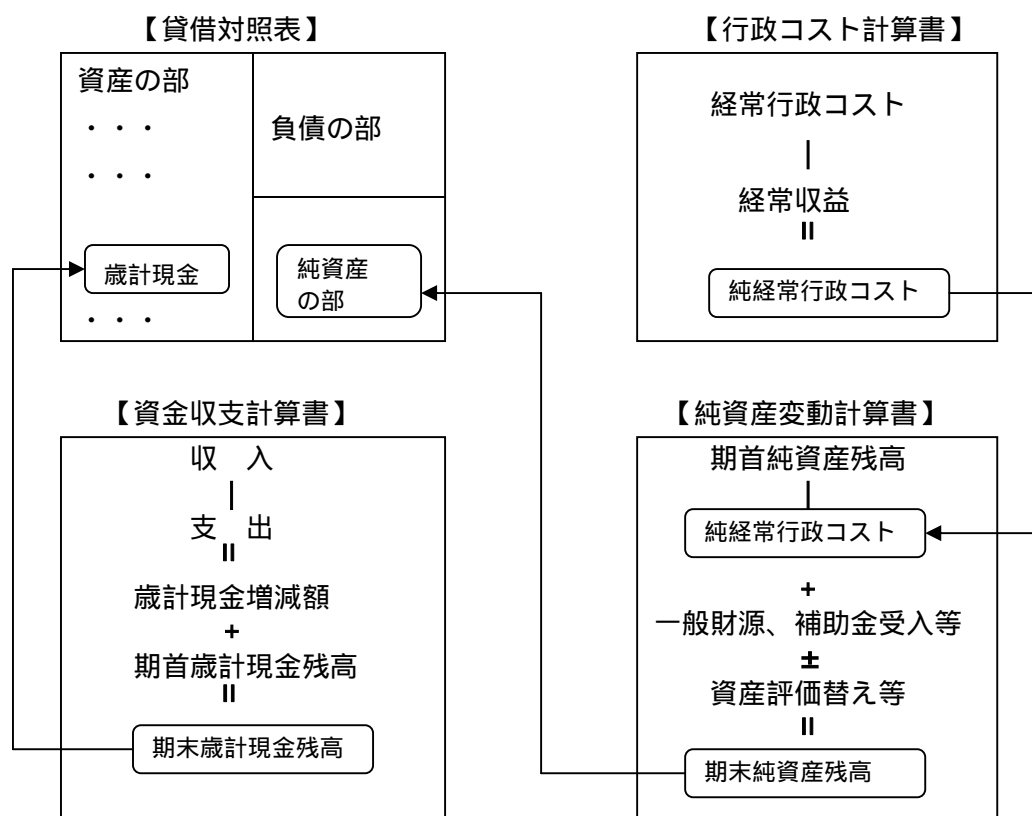 【貸借対照表】
資産の部
・・・
・・・
歳計現金
・・・
負債の部
純資産
の部
【行政コスト計算書】
経常行政コスト
｜
経常収益
＝
純経常行政コスト
【資金収支計算書】
収　入
｜
支　出
＝
歳計現金増減額
+
期首歳計現金残高
＝
期末歳計現金残高
【純資産変動計算書】
期首純資産残高
｜
純経常行政コスト
+
一般財源、補助金受入等
±
資産評価替え等
＝
期末純資産残高